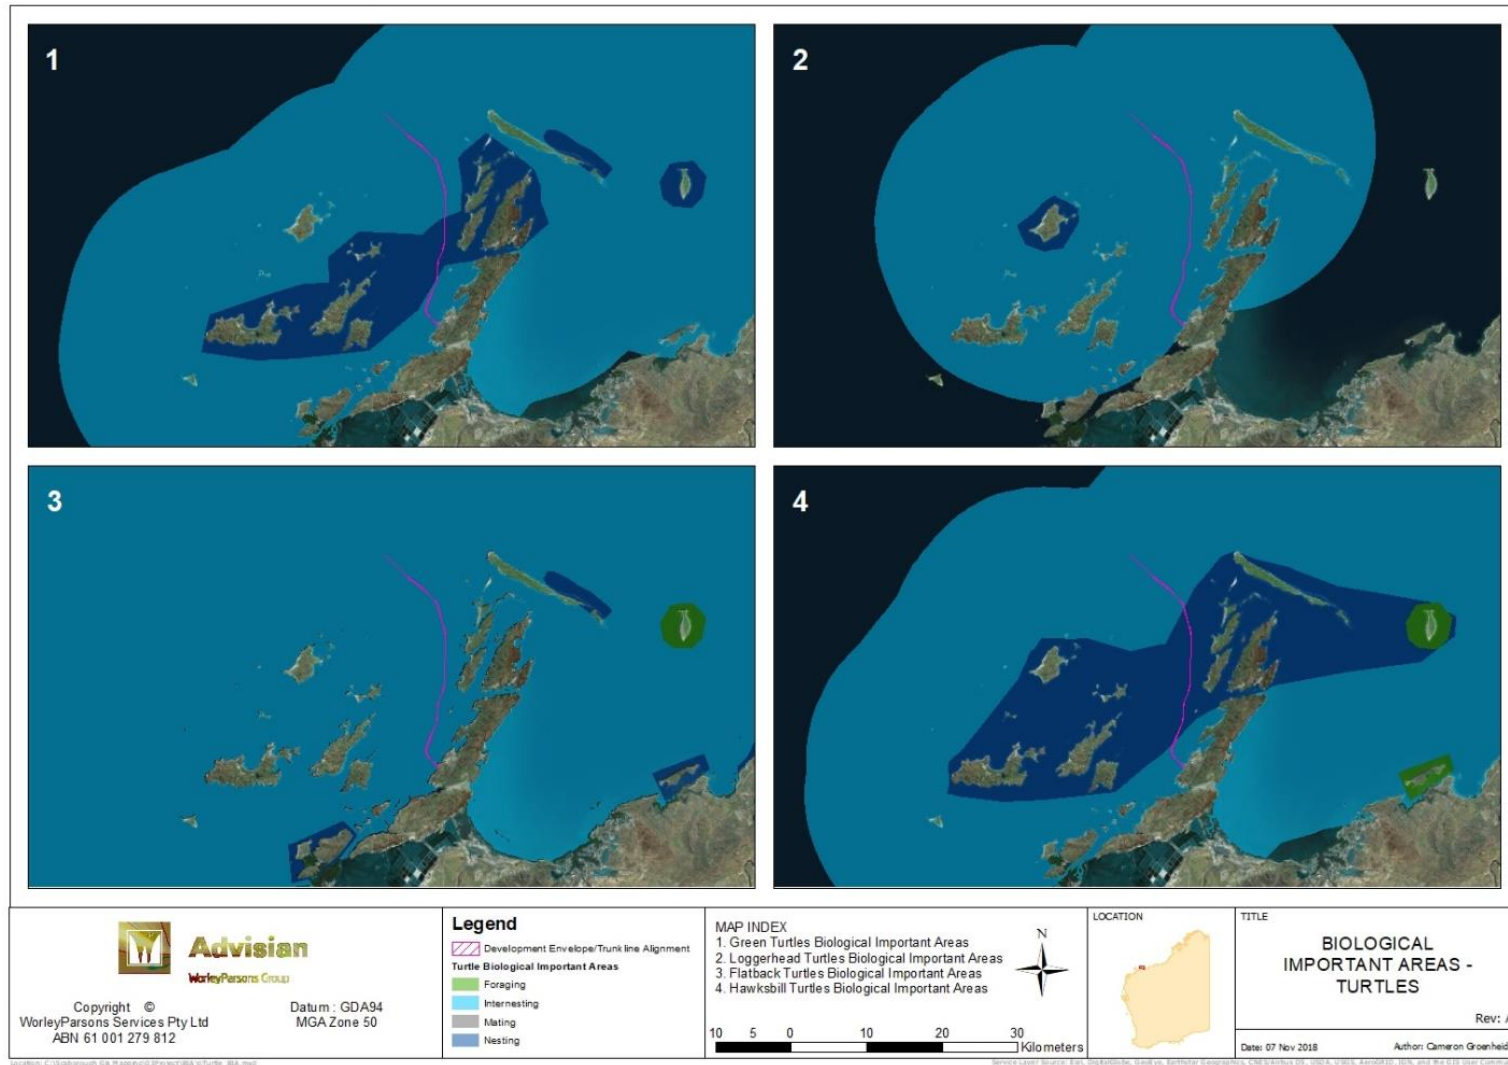 1
2
3
4
Advisian
WorleyParsons Group
Copyright ©
WorleyParsons Services Pty Ltd
ABN 61 001 279 812
Datum : GDA94
MGA Zone 50
Legend
Development Envelope/Trunkline Alignment
Turtle Biological Important Areas
Foraging
Internesting
Mating
Nesting
MAP INDEX
1. Green Turtles Biological Important Areas
2. Loggerhead Turtles Biological Important Areas
3. Flatback Turtles Biological Important Areas
4. Hawksbill Turtles Biological Important Areas
N
10 5 0 10 20 30
Kilometers
LOCATION
TITLE
BIOLOGICAL
IMPORTANT AREAS -
TURTLES
Rev:
Date: 07 Nov 2018
Author: Cameron